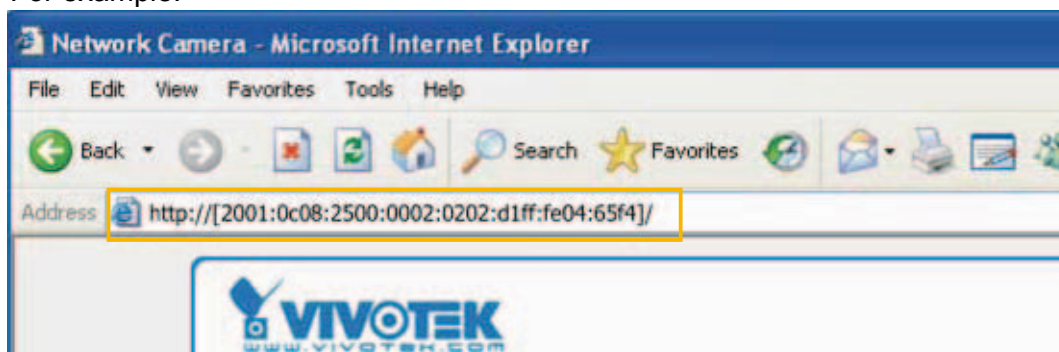 For example:
Network Camera - Microsoft Internet Explorer
File Edit View Favorites Tools Help
Back Search Favorites
Address http://[2001:0c08:2500:0002:0202:d1ff:fe04:65f4]/
VIVOTEK
www.vivotek.com